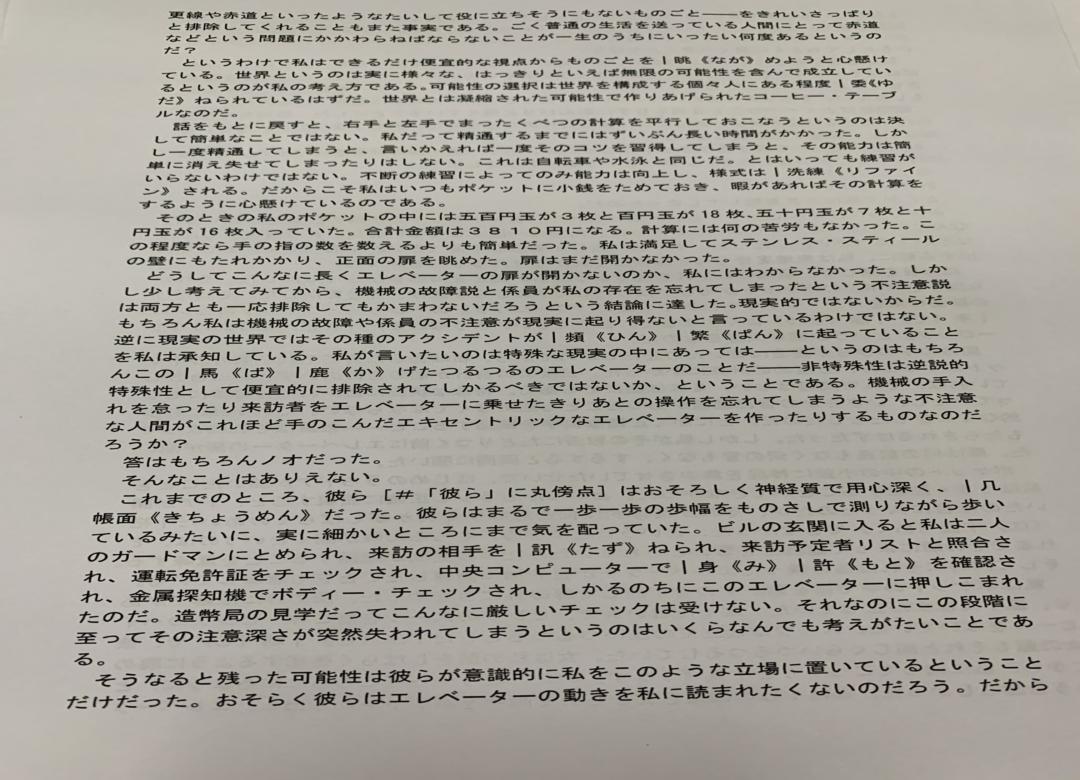 更線や赤道といったようなたいして役に立ちそうにもないものごと――をきれいさっぱり
と排除してくれることもまた事実である。ごく普通の生活を送っている人間にとって赤道
などという問題にかかわらねばならないことが一生のうちにいったい何度あるというの
だ?
というわけで私はできるだけ便宜的な視点からものごとを|眺《なが》めようと心懸け
ている。世界というのは実に様々な、はっきりといえば無限の可能性を含んで成立してい
るというのが私の考え方である。可能性の選択は世界を構成する個々人にある程度|委《ゆ
だ》ねられているはずだ。世界とは凝縮された可能性で作りあげられたコーヒー・テーブ
ルなのだ。
話をもとに戻すと、右手と左手でまったくべつの計算を平行しておこなうというのは決
して簡単なことではない。私だって精通するまでにはずいぶん長い時間がかかった。しか
し一度精通してしまうと、言いかえれば一度そのコツを習得してしまうと、その能力は簡
単に消え失せてしまったりはしない。これは自転車や水泳と同じだ。とはいっても練習が
いらないわけではない。不断の練習によってのみ能力は向上し、様式は|洗練《リファイ
ン》される。だからこそ私はいつもポケットに小銭をためておき、暇があればその計算を
するように心懸けているのである。
そのときの私のポケットの中には五百円玉が3枚と百円玉が18枚、五十円玉が7枚と十
円玉が16枚入っていた。合計金額は3810円になる。計算には何の苦労もなかった。こ
の程度なら手の指の数を数えるよりも簡単だった。私は満足してステンレス・スティール
の壁にもたれかかり、正面の扉を眺めた。扉はまだ開かなかった。
どうしてこんなに長くエレベーターの扉が開かないのか、私にはわからなかった。しか
し少し考えてみてから、機械の故障説と係員が私の存在を忘れてしまったという不注意説
は両方とも一応排除してもかまわないだろうという結論に達した。現実的ではないからだ。
もちろん私は機械の故障や係員の不注意が現実に起り得ないと言っているわけではない。
逆に現実の世界ではその種のアクシデントが|頻《ひん》|繁《ぱん》に起っていること
を私は承知している。私が言いたいのは特殊な現実の中にあっては――というのはもちろ
んこの|馬《ば》|鹿《か》げたつるつるのエレベーターのことだ――非特殊性は逆説的
特殊性として便宜的に排除されてしかるべきではないか、ということである。機械の手入
れを怠ったり来訪者をエレベーターに乗せたきりあとの操作を忘れてしまうような不注意
な人間がこれほど手のこんだエキセントリックなエレベーターを作ったりするものなのだ
ろうか?
答はもちろんノオだった。
そんなことはありえない。
これまでのところ、彼ら[#「彼ら」に丸傍点]はおそろしく神経質で用心深く、|几
帳面《きちょうめん》だった。彼らはまるで一歩一歩の歩幅をものさしで測りながら歩い
ているみたいに、実に細かいところにまで気を配っていた。ビルの玄関に入ると私は二人
のガードマンにとめられ、来訪の相手を|訊《たず》ねられ、来訪予定者リストと照合さ
れ、運転免許証をチェックされ、中央コンピューターで|身《み》|許《もと》を確認さ
れ、金属探知機でボディー・チェックされ、しかるのちにこのエレベーターに押しこまれ
たのだ。造幣局の見学だってこんなに厳しいチェックは受けない。それなのにこの段階に
至ってその注意深さが突然失われてしまうというのはいくらなんでも考えがたいことであ
る。
そうなると残った可能性は彼らが意識的に私をこのような立場に置いているということ
だけだった。おそらく彼らはエレベーターの動きを私に読まれたくないのだろう。だから